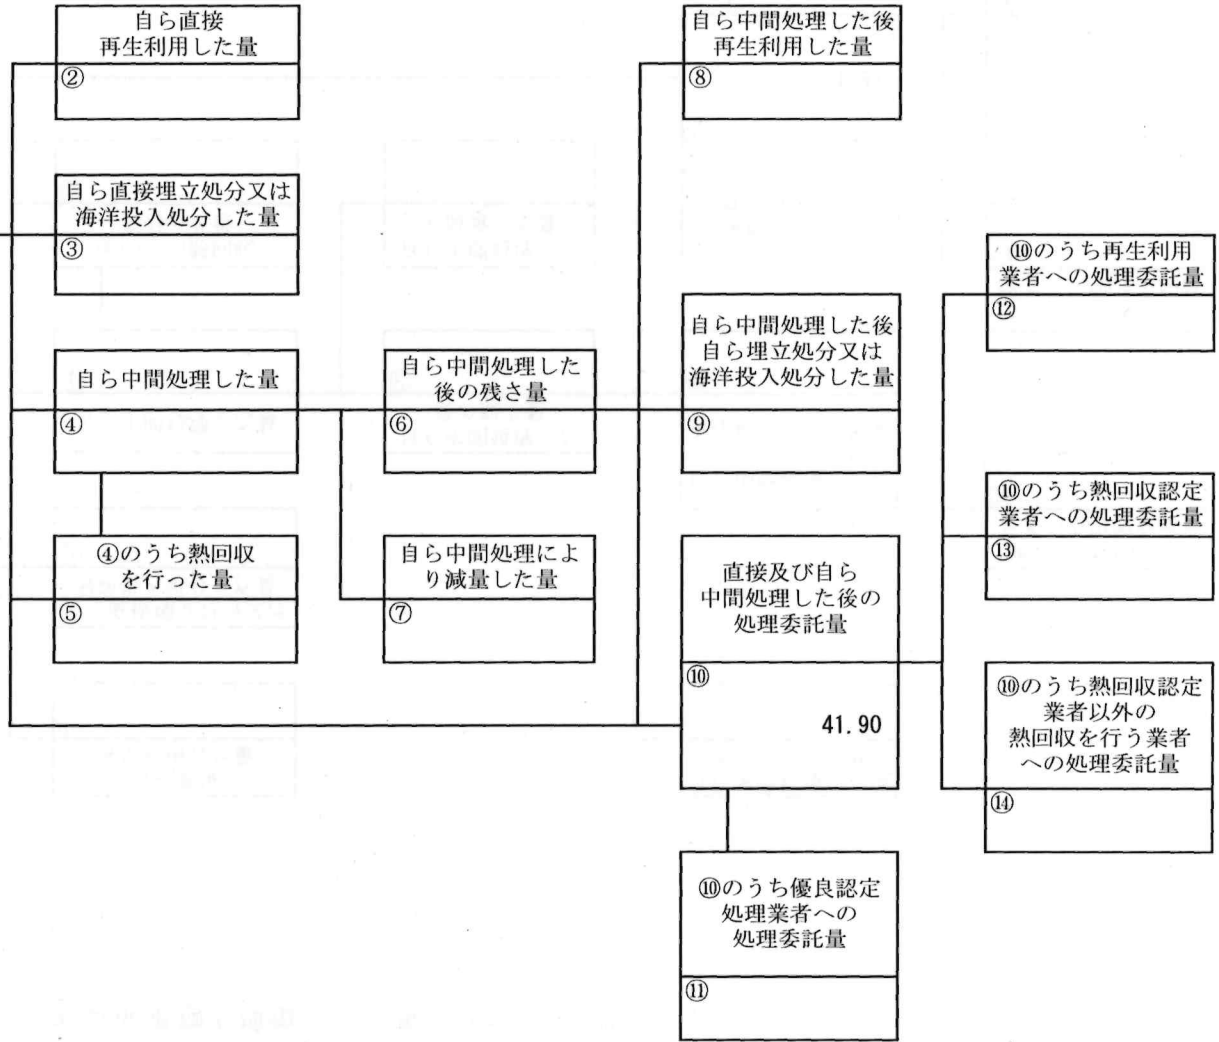 自ら直接
再生利用した量
②
自ら直接埋立処分又は
海洋投入処分した量
③
自ら中間処理した量
④
④のうち熱回収
を行った量
⑤
自ら中間処理した
後の残さ量
⑥
自ら中間処理によ
り減量した量
⑦
自ら中間処理した後
再生利用した量
⑧
自ら中間処理した後
自ら埋立処分又は
海洋投入処分した量
⑨
直接及び自ら
中間処理した後の
処理委託量
⑩
41.90
⑩のうち優良認定
処理業者への
処理委託量
⑪
⑩のうち再生利用
業者への処理委託量
⑫
⑩のうち熱回収認定
業者への処理委託量
⑬
⑩のうち熱回収認定
業者以外の
熱回収を行う業者
への処理委託量
⑭